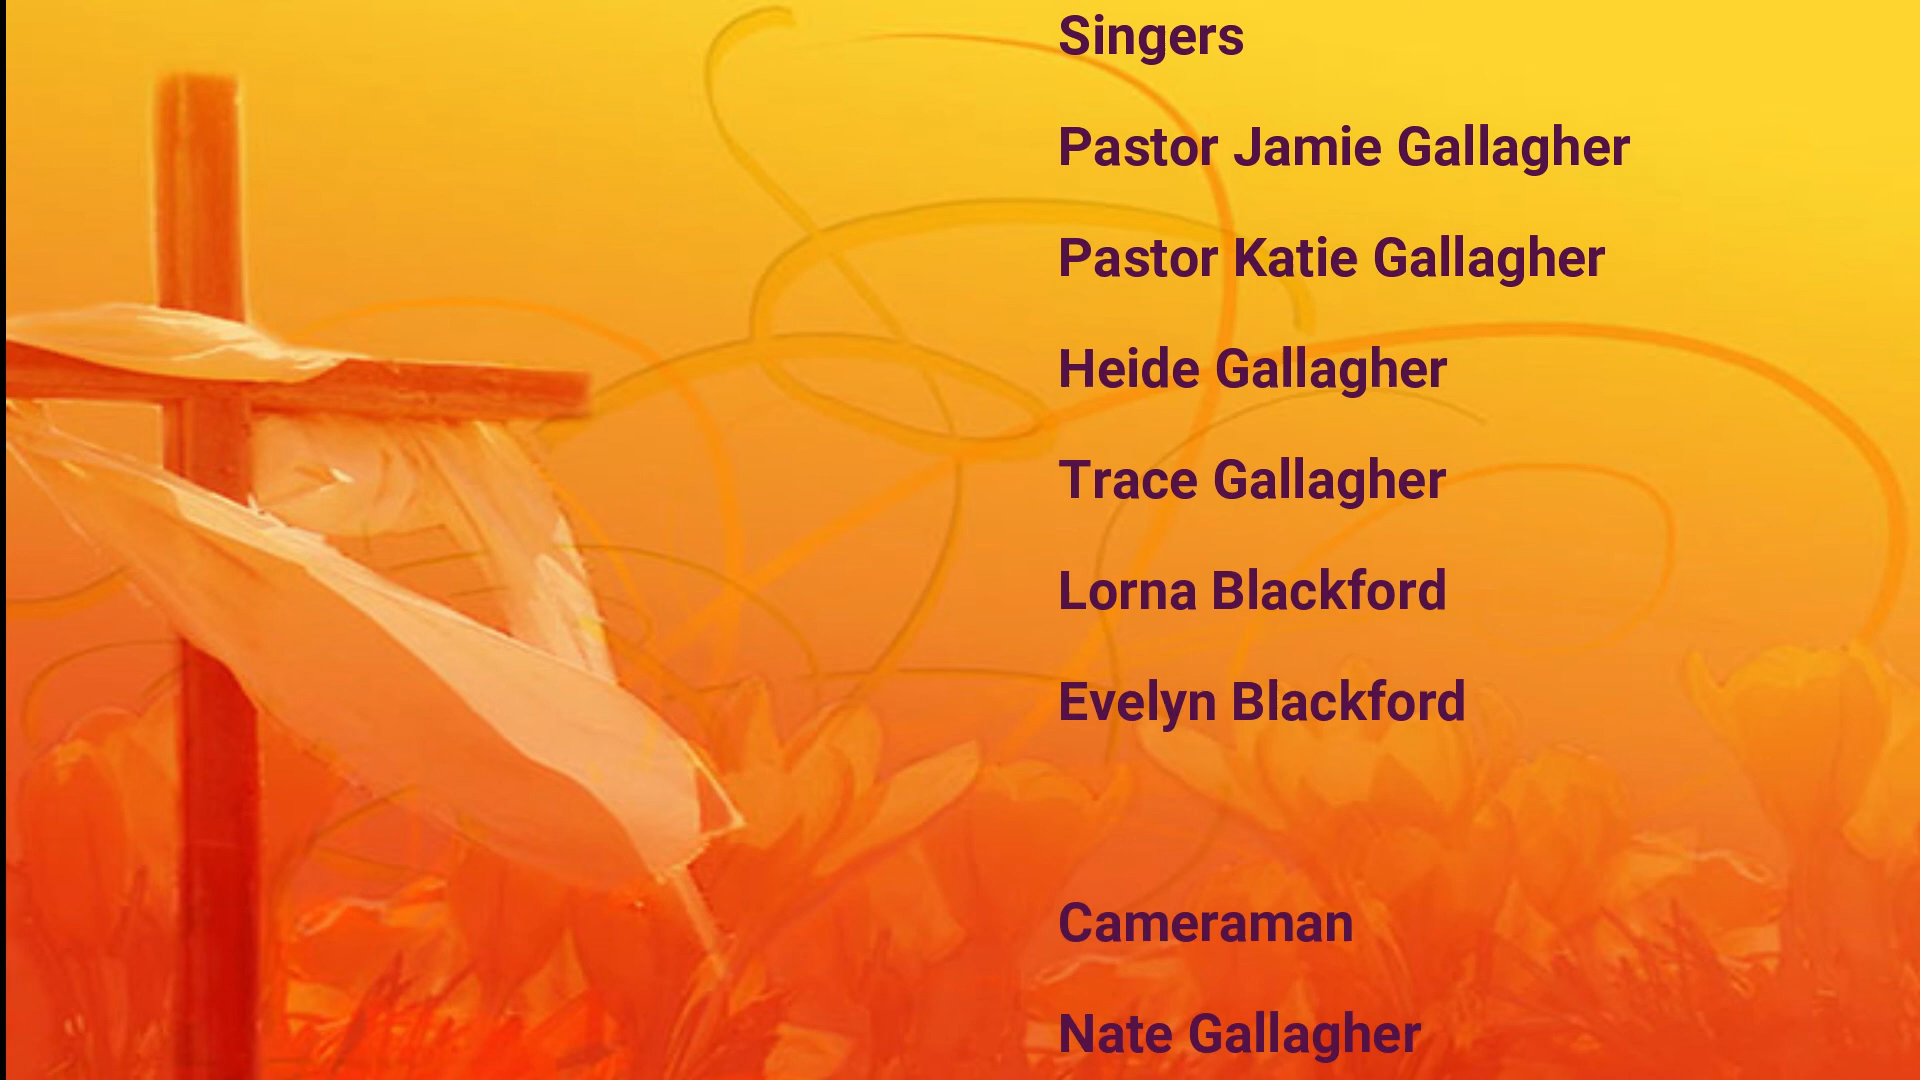 Singers
Pastor Jamie Gallagher
Pastor Katie Gallagher
Heide Gallagher
Trace Gallagher
Lorna Blackford
Evelyn Blackford
Cameraman
Nate Gallagher